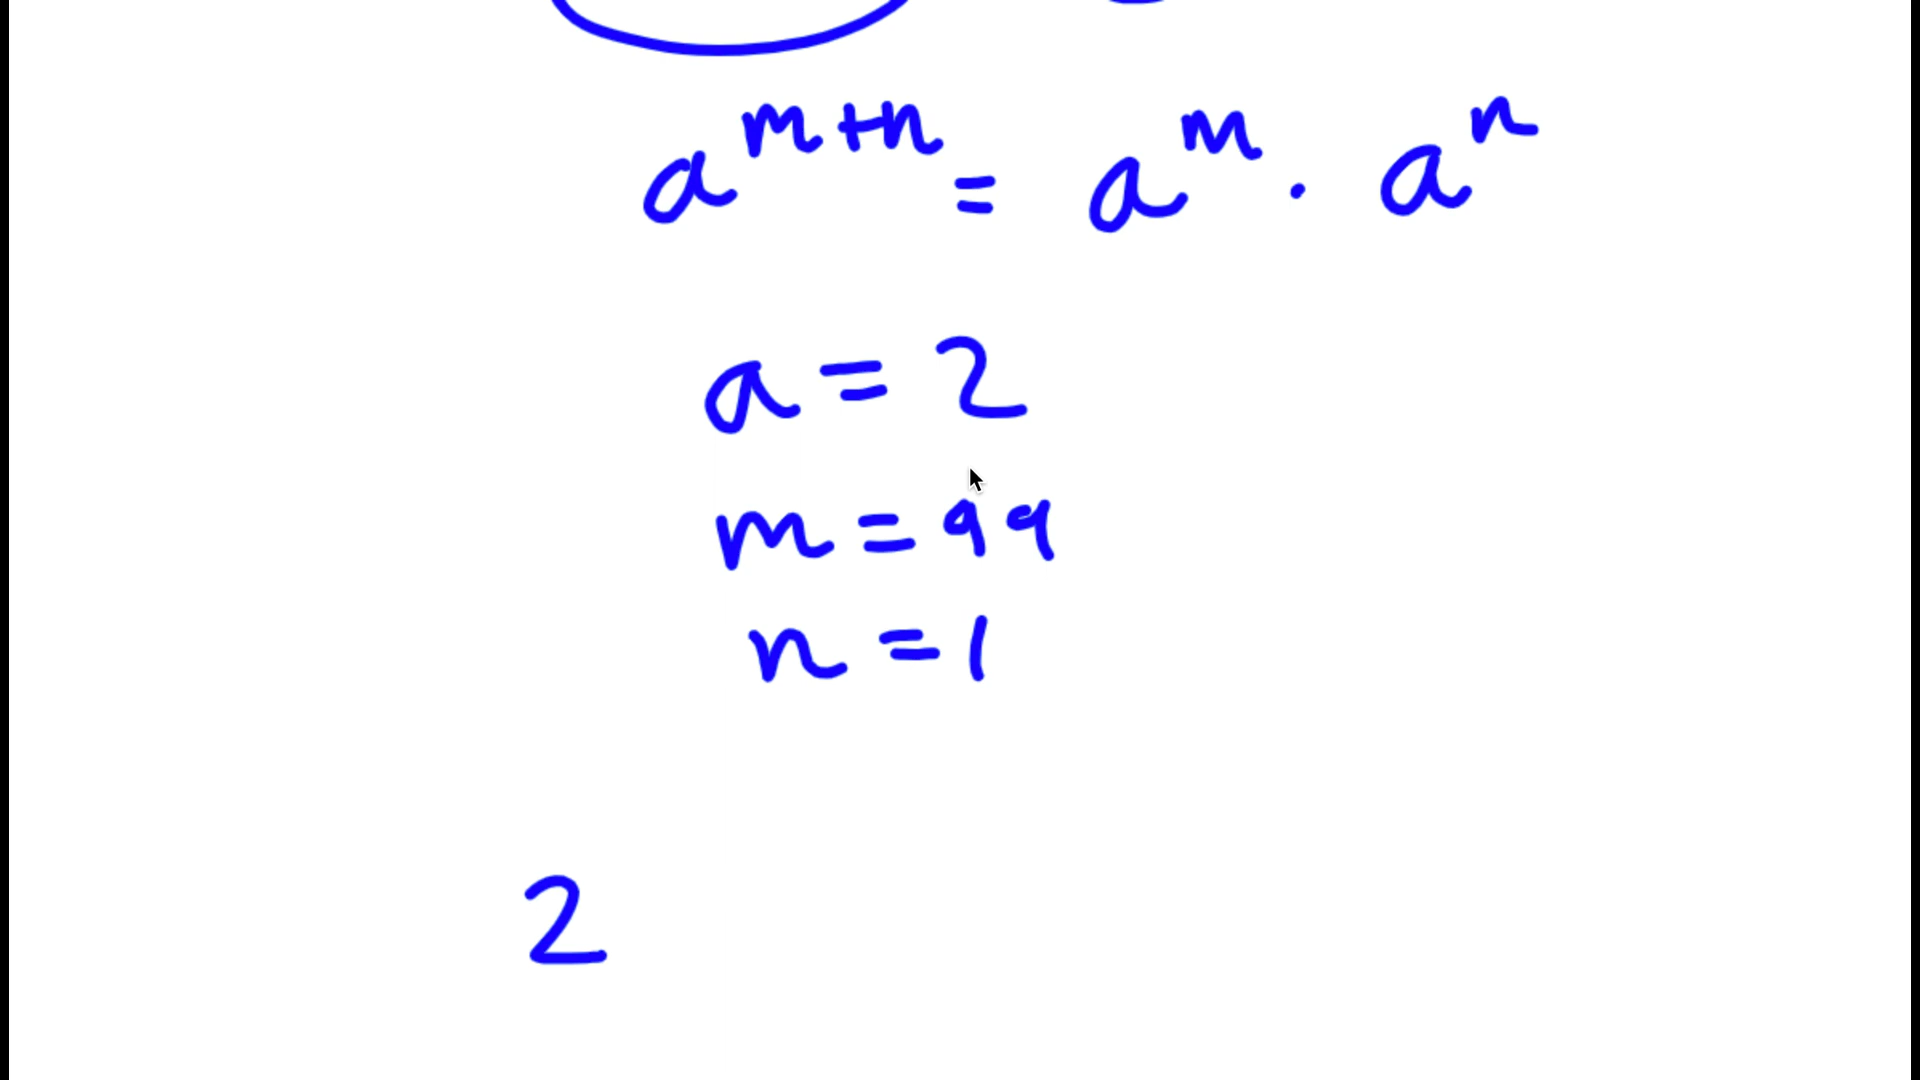 a^{m+n} = a^m · a^n
a = 2
m = 99
n = 1
2